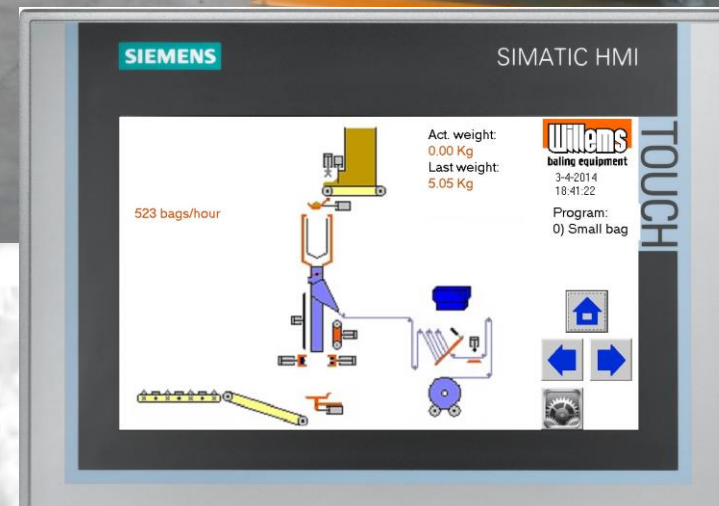 SIEMENS
SIMATIC HMI
TOUCH
Act. weight:
0.00 Kg
Last weight:
5.05 Kg
Willems
baling equipment
3-4-2014
18:41:22
523 bags/hour
Program:
0) Small bag